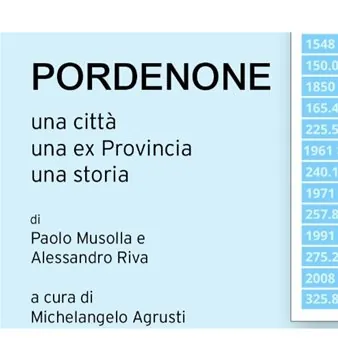 PORDENONE
una città
una ex Provincia
una storia
di
Paolo Musolla e
Alessandro Riva
a cura di
Michelangelo Agrusti
1548
150.0
1850
165.4
225.5
1961
240.1
1971
257.8
1991
275.2
2008
325.8